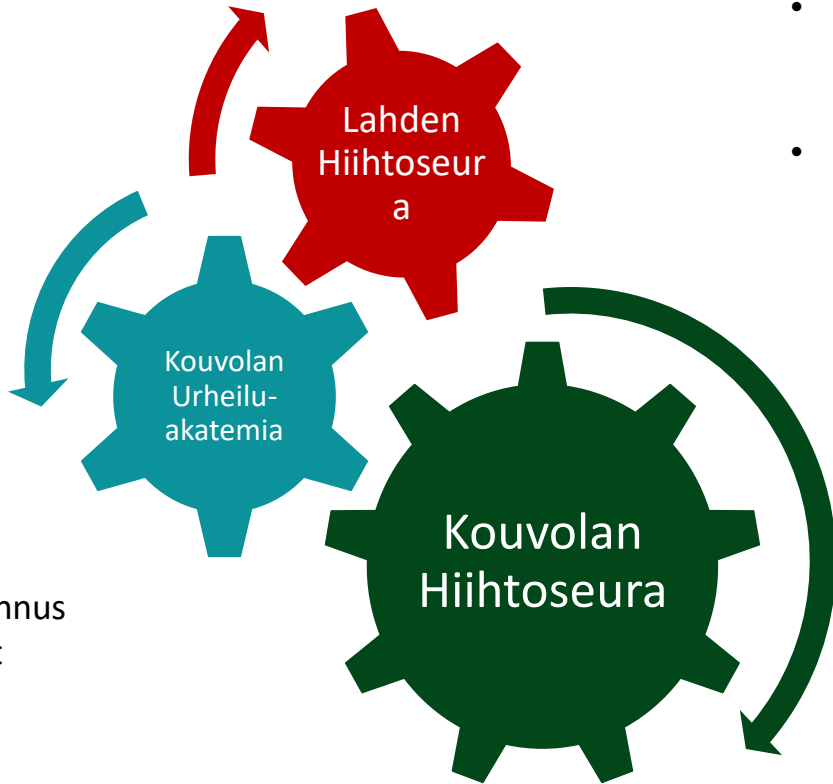 Lahden
Hiihtoseur
a
Kouvolan
Urheilu-
akatemia
Kouvolan
Hiihtoseura